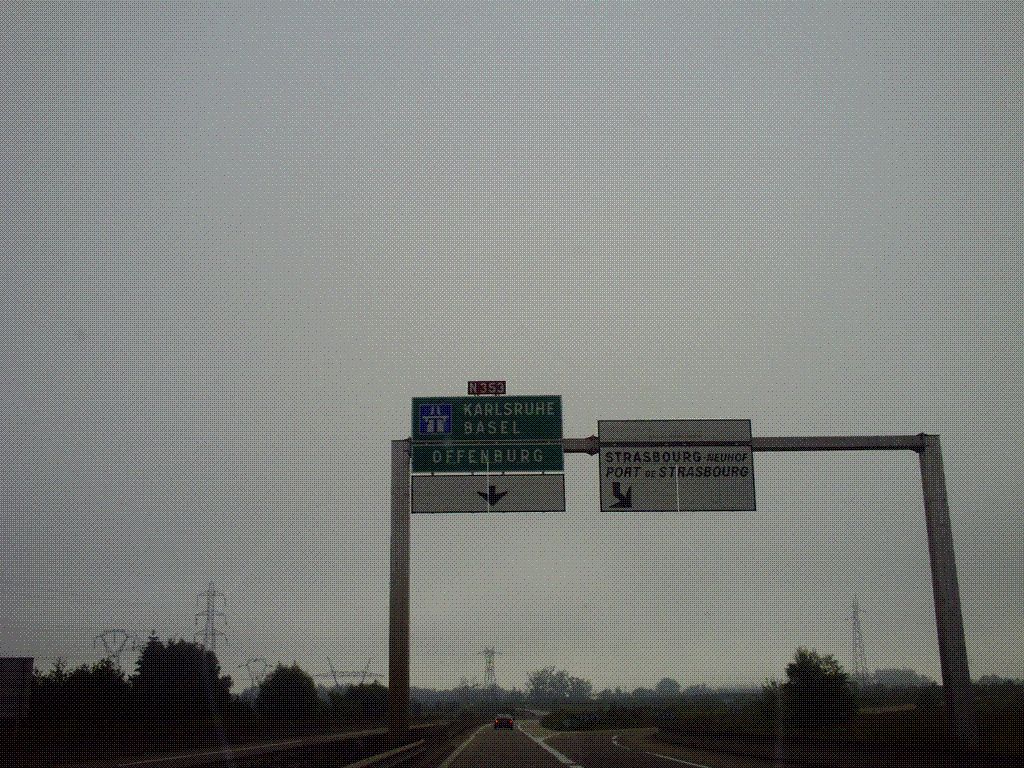 N 353
KARLSRUHE
BASEL
OFFENBURG
STRASBOURG-NEUHOF
PORT DE STRASBOURG